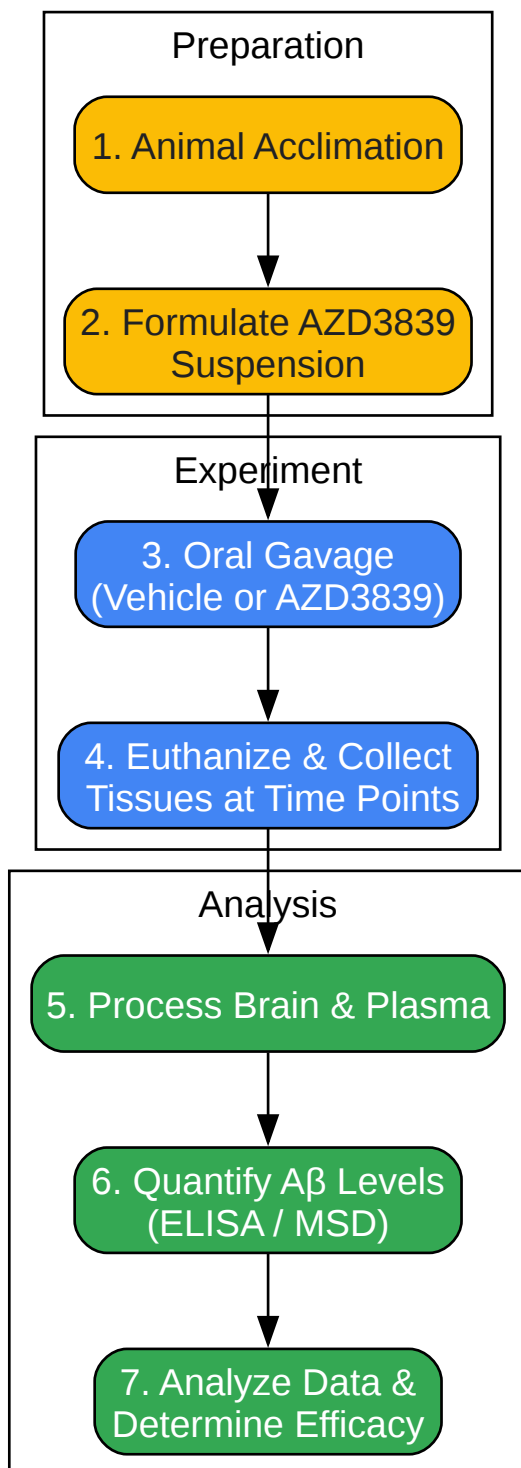 Preparation
1. Animal Acclimation
2. Formulate AZD3839
Suspension
Experiment
3. Oral Gavage
(Vehicle or AZD3839)
4. Euthanize & Collect
Tissues at Time Points
Analysis
5. Process Brain & Plasma
6. Quantify Aβ Levels
(ELISA / MSD)
7. Analyze Data &
Determine Efficacy